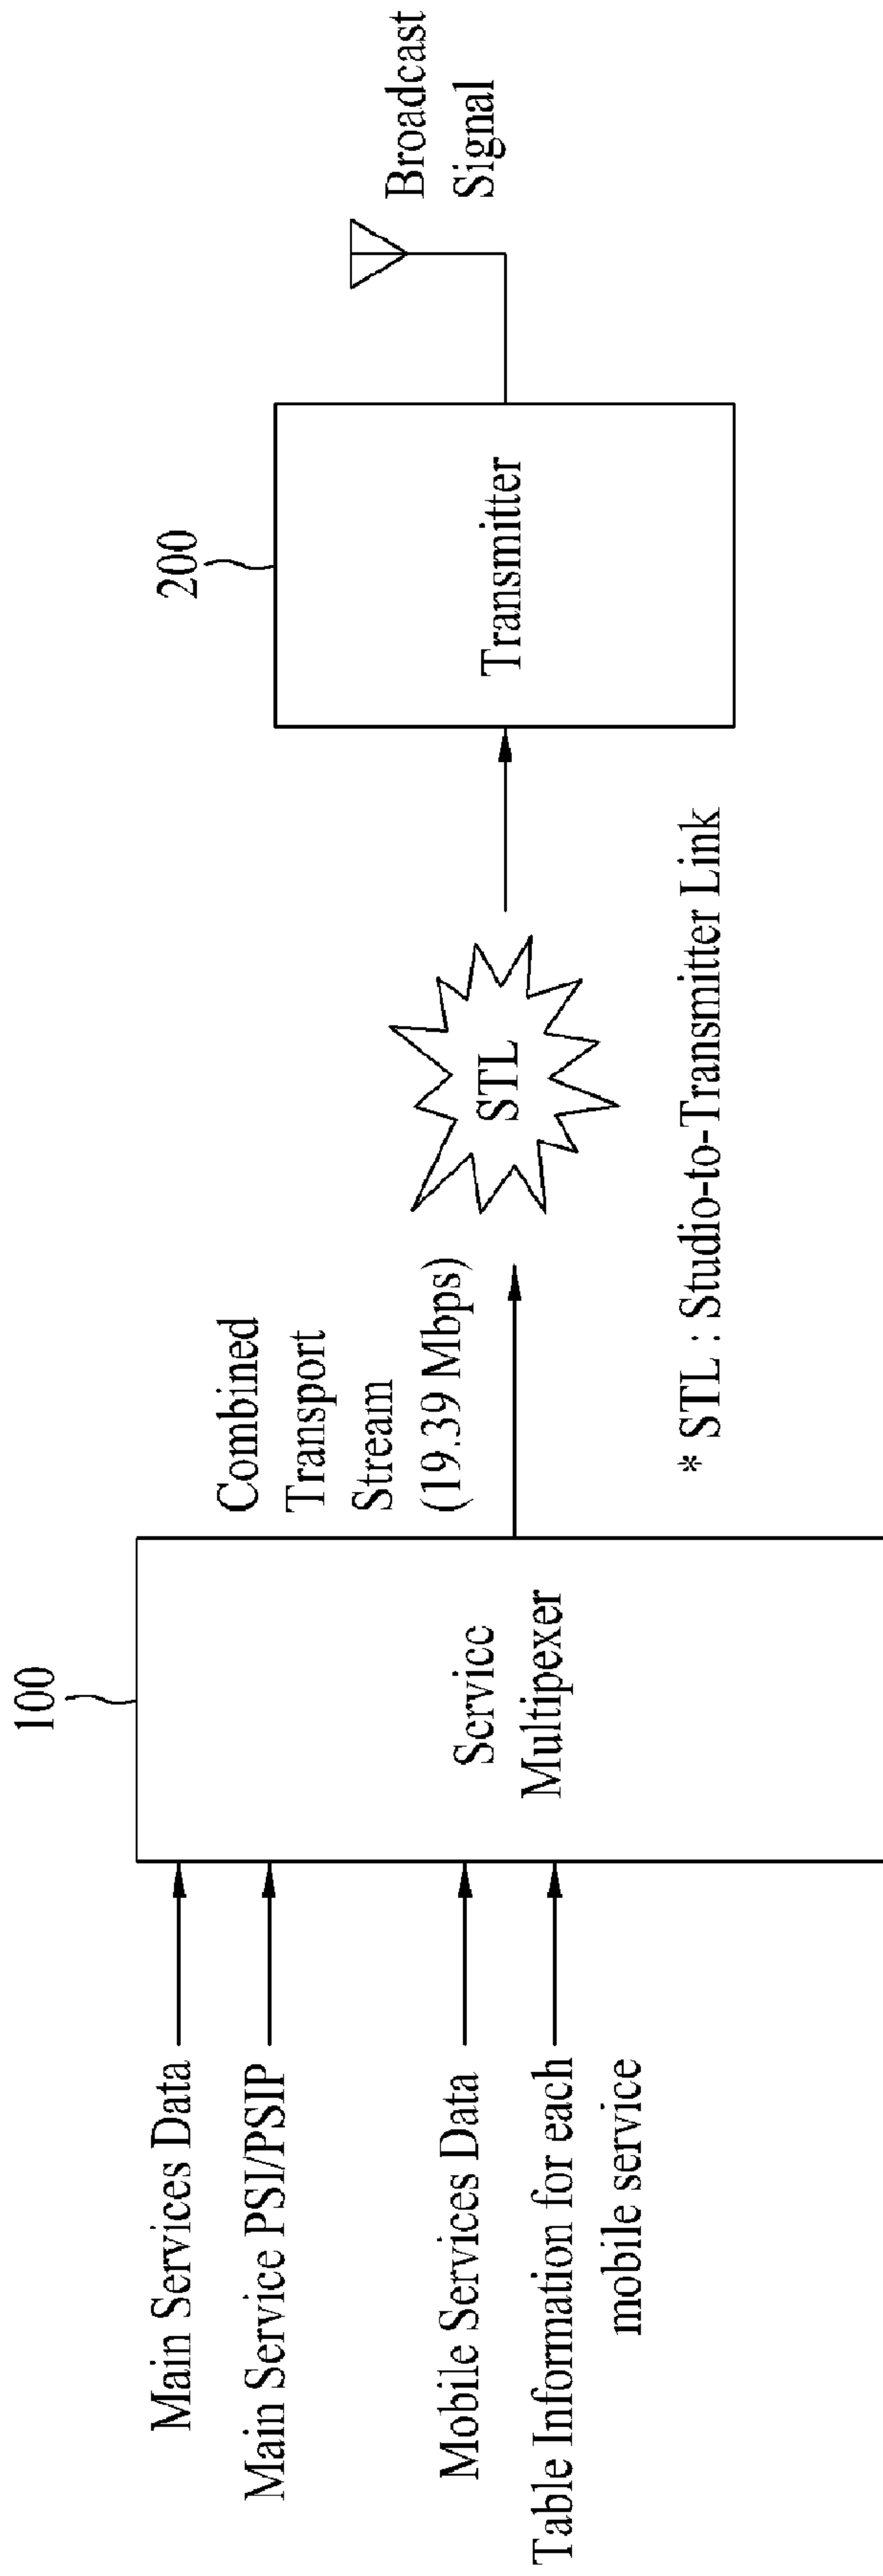 Main Services Data
Main Service PSI/PSIP
Mobile Services Data
Table Information for each
mobile service
100
Service
Multipexer
Combined
Transport
Stream
(19.39 Mbps)
STL
200
Transmitter
Broadcast
Signal
* STL : Studio-to-Transmitter Link